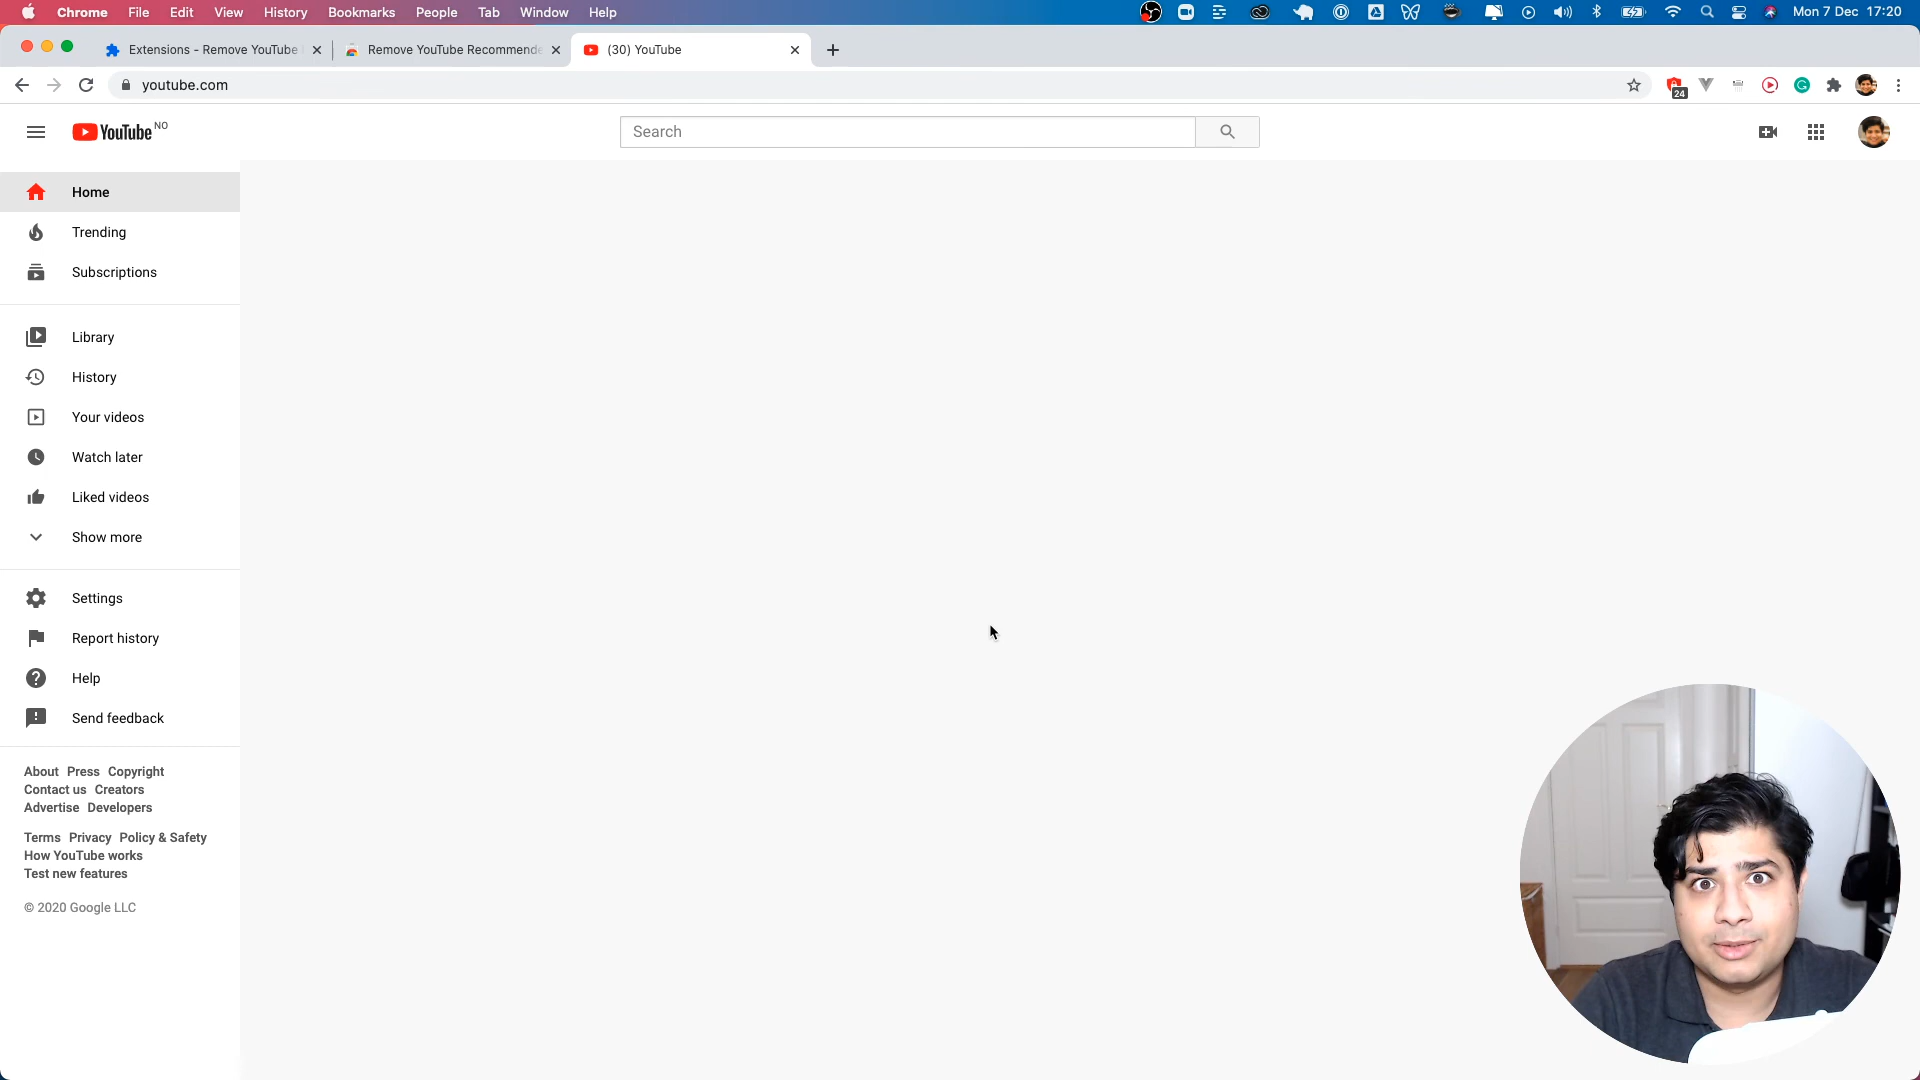 Chrome File Edit View History Bookmarks People Tab Window Help Mon 7 Dec 17:20
Extensions - Remove YouTube Remove YouTube Recommende (30) YouTube
youtube.com 24
YouTube NO Search
Home
Trending
Subscriptions
Library
History
Your videos
Watch later
Liked videos
Show more
Settings
Report history
Help
Send feedback
About Press Copyright
Contact us Creators
Advertise Developers
Terms Privacy Policy & Safety
How YouTube works
Test new features
© 2020 Google LLC